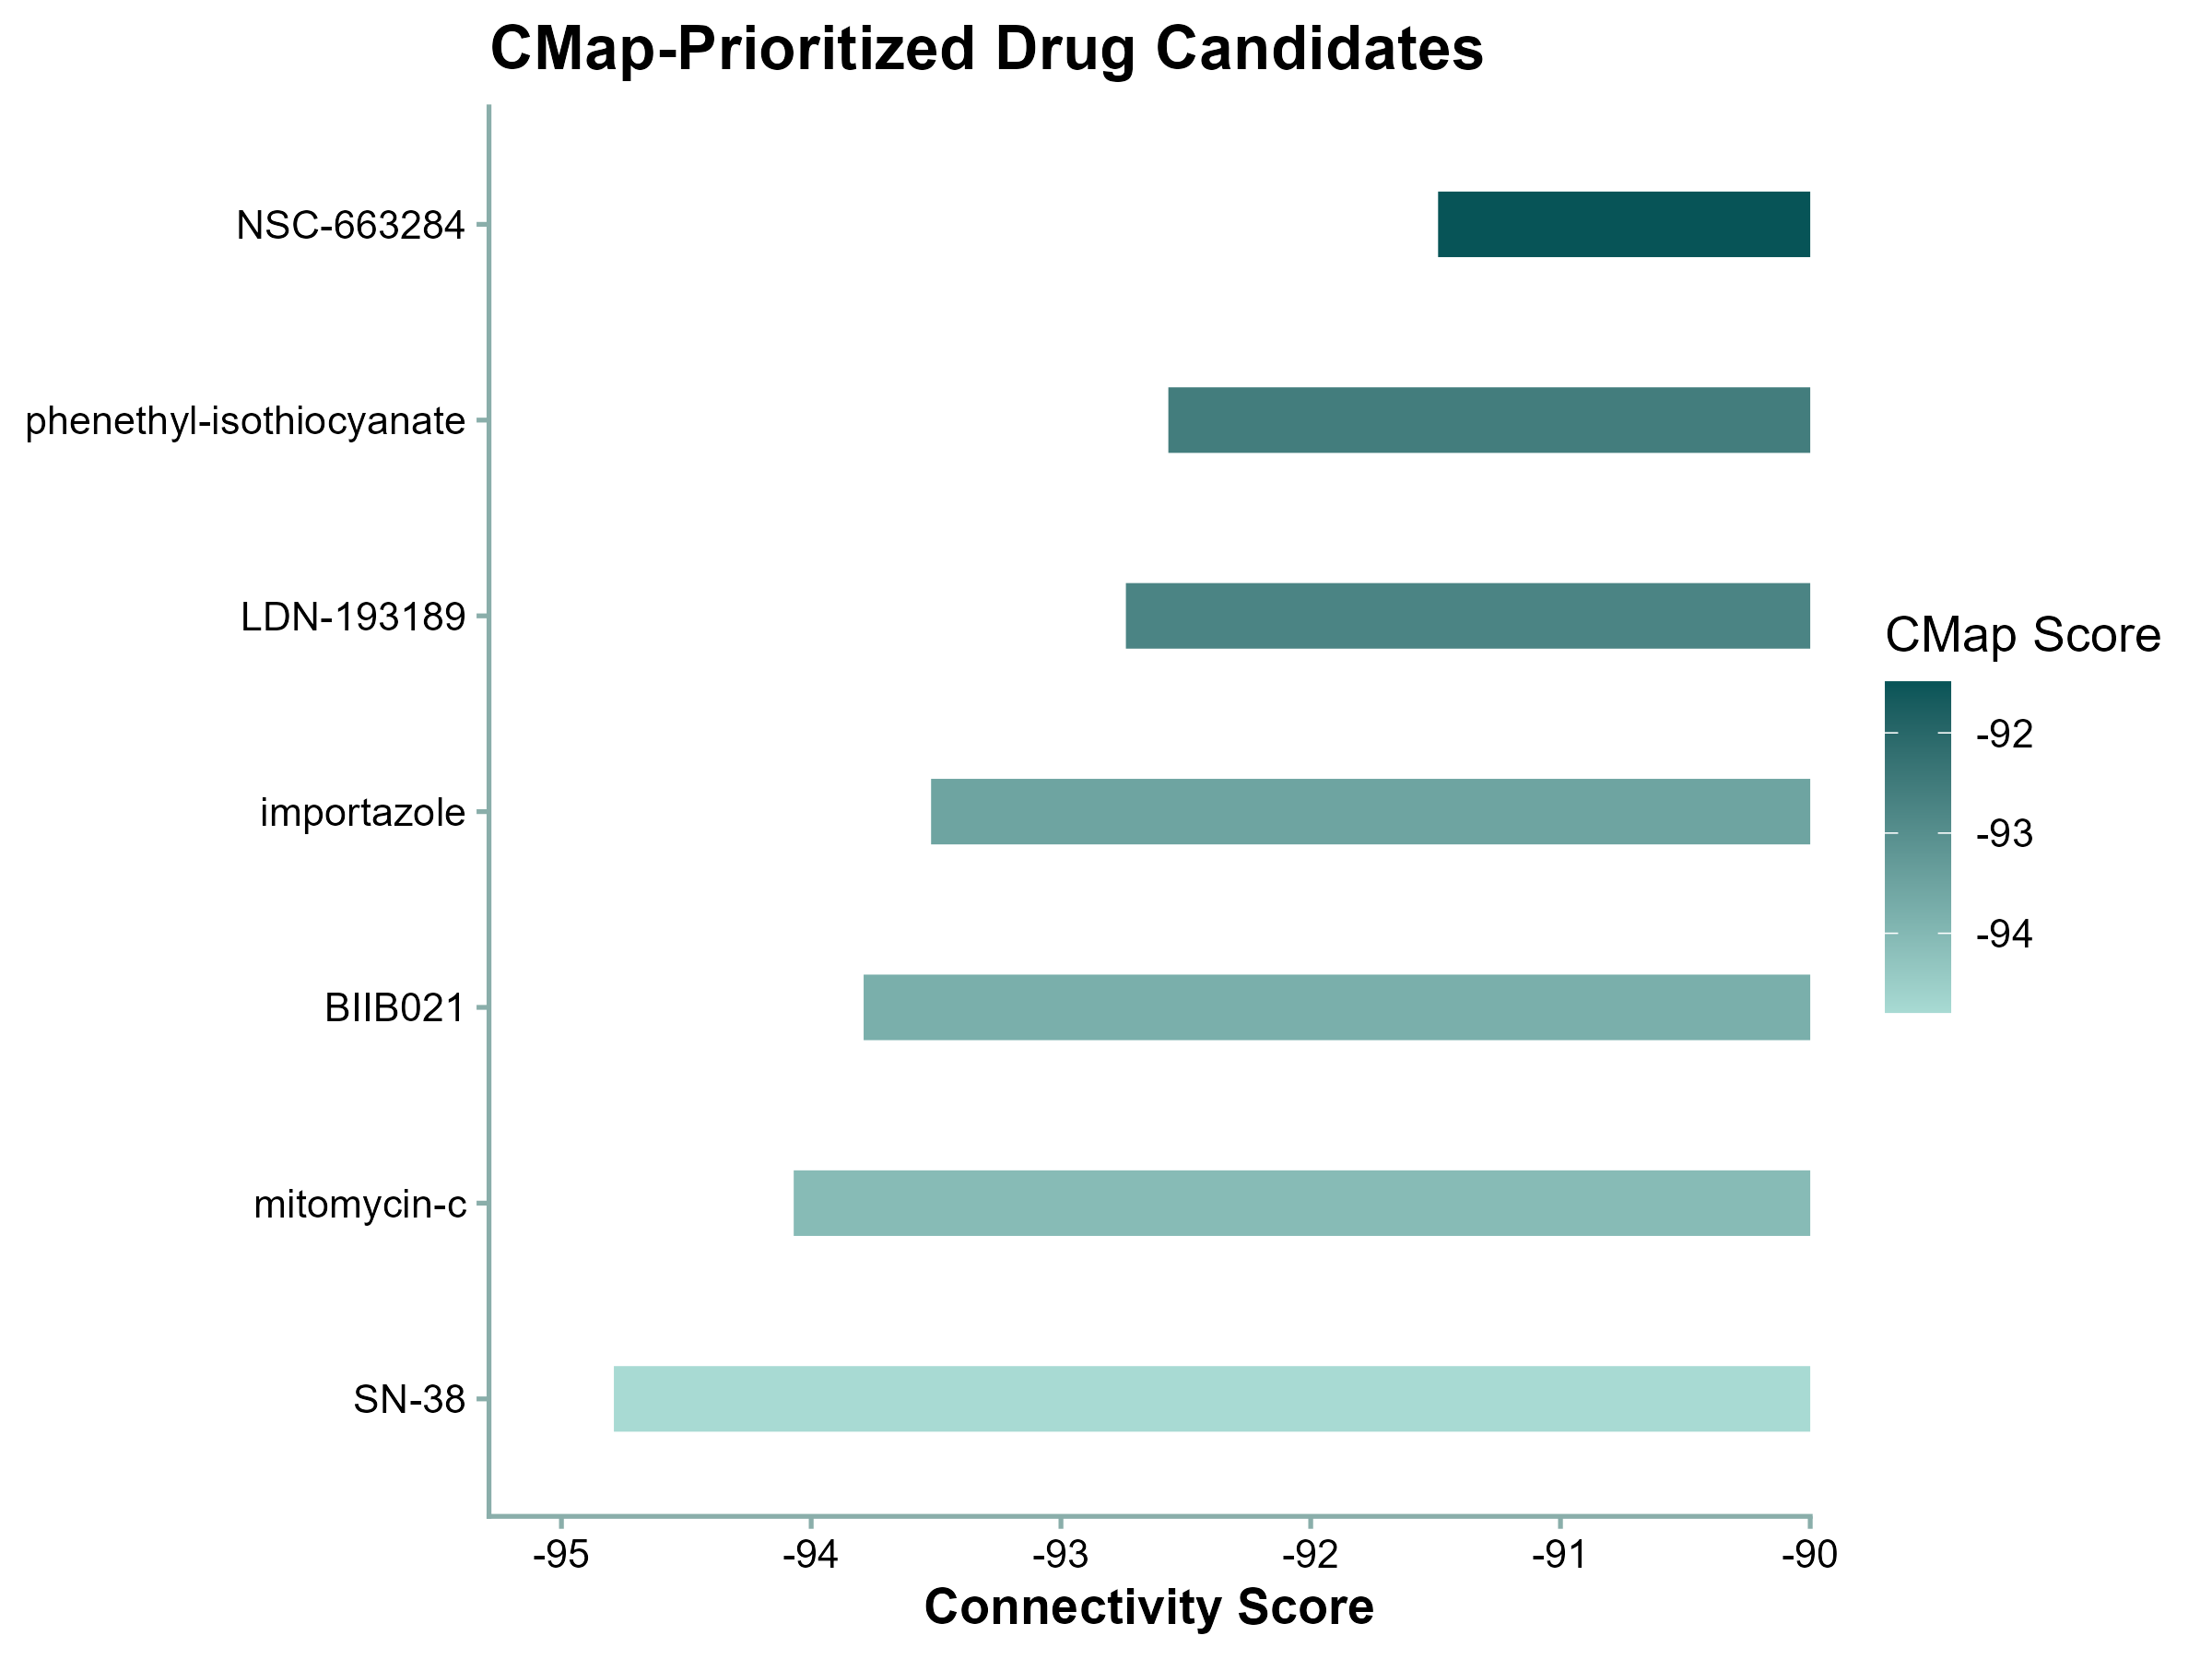 CMap-Prioritized Drug Candidates
NSC-663284
phenethyl-isothiocyanate
LDN-193189
importazole
BIIB021
mitomycin-c
SN-38
-95 -94 -93 -92 -91 -90
Connectivity Score
CMap Score
-92
-93
-94